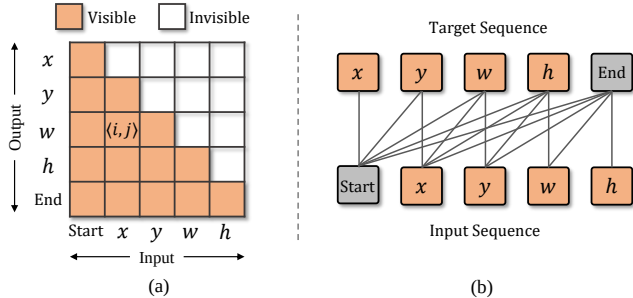 Visible
Invisible
Output
x
y
w
⟨i, j⟩
h
End
Start
x
y
w
h
Input
(a)
Target Sequence
x
y
w
h
End
Start
x
y
w
h
Input Sequence
(b)